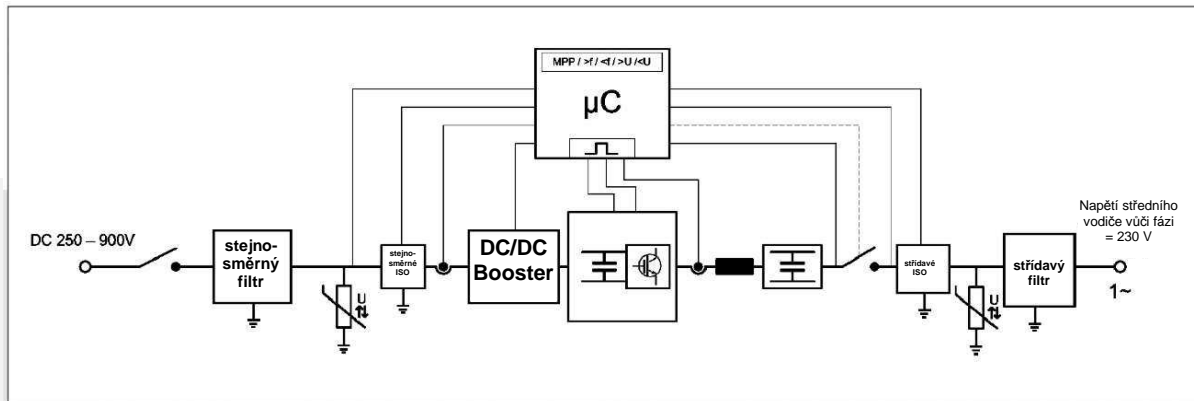 MPP / >f / <f / >U / <U
µC
DC 250 – 900V
stejno-
směrný
filtr
U
stejno-
směrné
ISO
DC/DC
Booster
střídavé
ISO
U
střídavý
filtr
Napětí středního
vodiče vůči fázi
= 230 V
1~